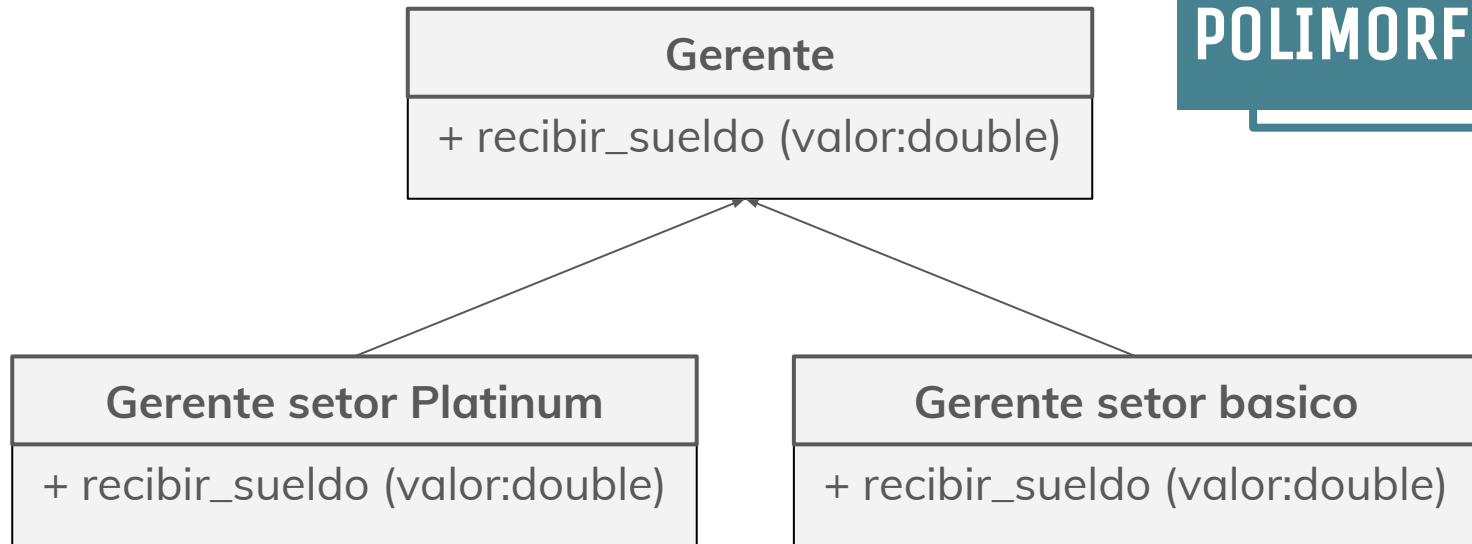 POLIMORF
Gerente
+ recibir_sueldo (valor:double)
Gerente setor Platinum
+ recibir_sueldo (valor:double)
Gerente setor basico
+ recibir_sueldo (valor:double)